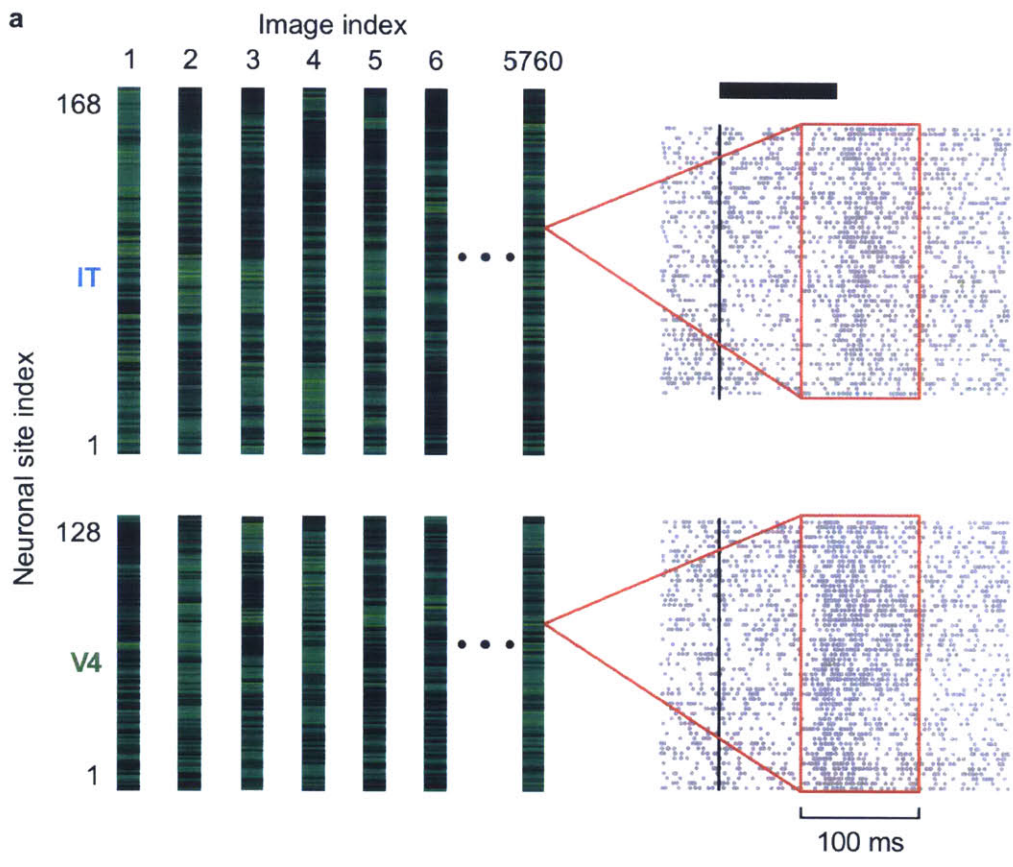 a
Image index
1 2 3 4 5 6 5760
168
IT
1
Neuronal site index
128
V4
1
100 ms